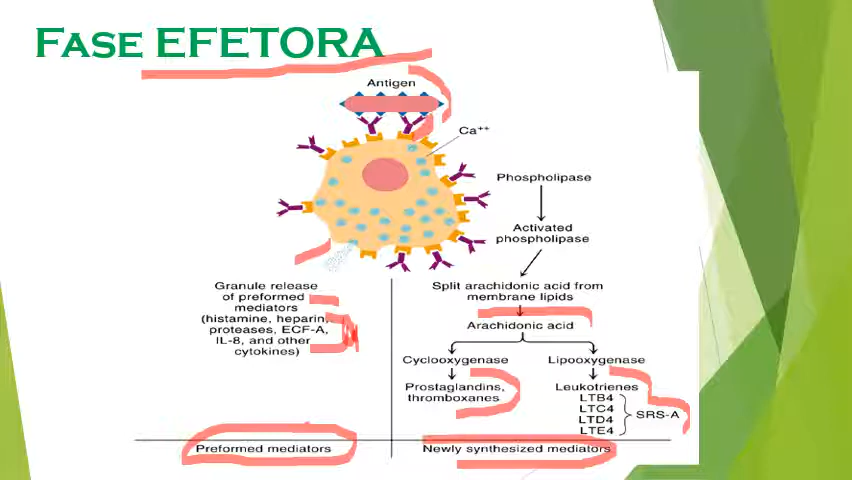 FASE EFETORA
Antigen
Ca++
Phospholipase
Activated
phospholipase
Split arachidonic acid from
membrane lipids
Arachidonic acid
Cyclooxygenase
Lipooxygenase
Prostaglandins,
thromboxanes
Leukotrienes
LTB4
LTC4
LTD4
LTE4
SRS-A
Granule release
of preformed
mediators
(histamine, heparin,
proteases, ECF-A,
IL-8, and other
cytokines)
Preformed mediators
Newly synthesized mediators